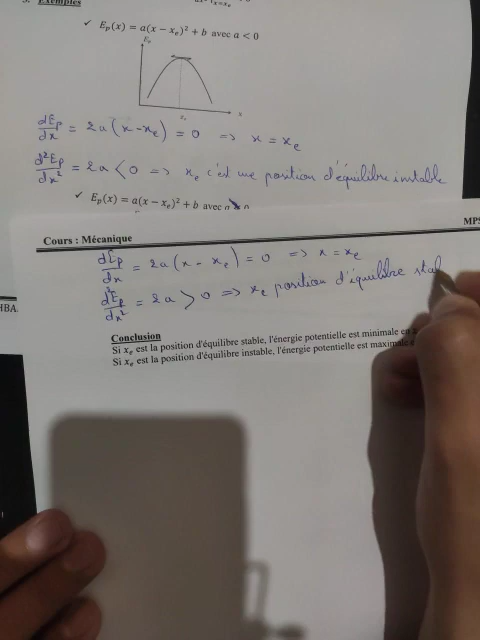 Exemples
✓ Eₚ(x) = a(x − xₑ)² + b avec a < 0
Eₚ
x
xₑ
dEp/dx = 2a(x − xₑ) = 0 => x = xₑ
d²Ep/dx² = 2a < 0 => xₑ c'est une position d'équilibre instable
✓ Eₚ(x) = a(x − xₑ)² + b avec
Cours : Mécanique
MPS
dEp/dx = 2a(x − xₑ) = 0 => x = xₑ
d²Ep/dx² = 2a > 0 => xₑ position d'équilibre stab
HBA
Conclusion
Si xₑ est la position d'équilibre stable, l'énergie potentielle est minimale en
Si xₑ est la position d'équilibre instable, l'énergie potentielle est maximale